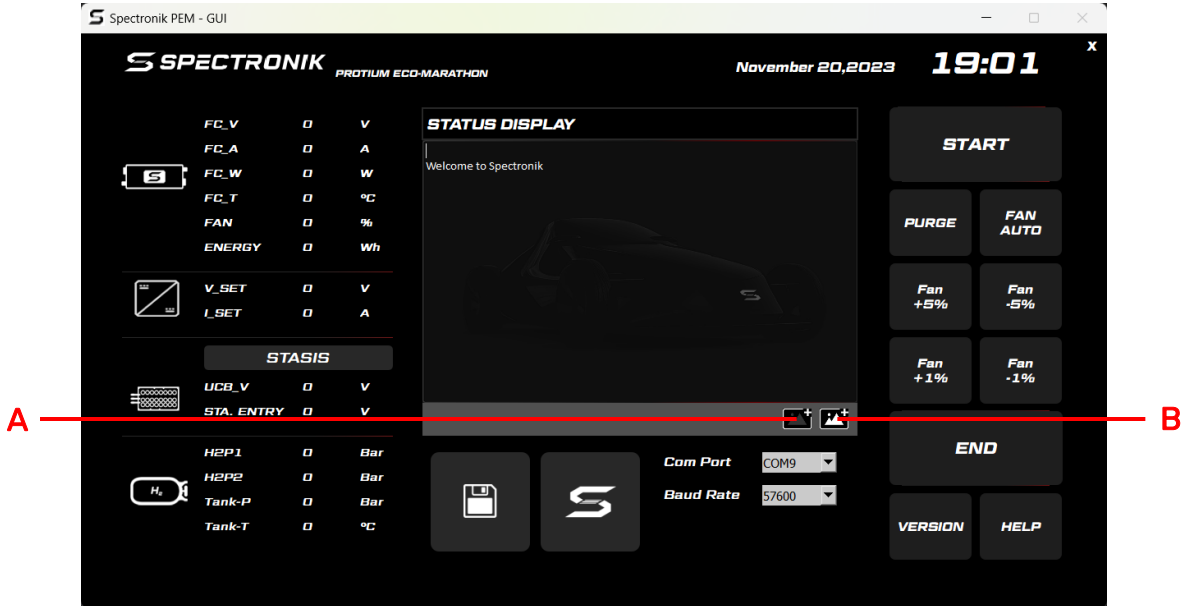 Spectronik PEM - GUI
SPECTRONIK PROTIUM ECO-MARATHON
November 20,2023
19:01
X
FC_V 0 V
FC_A 0 A
FC_W 0 W
FC_T 0 ºC
FAN 0 %
ENERGY 0 Wh
V_SET 0 V
I_SET 0 A
STASIS
UCB_V 0 V
STA. ENTRY 0 V
H2P1 0 Bar
H2P2 0 Bar
Tank-P 0 Bar
Tank-T 0 ºC
H₂
STATUS DISPLAY
Welcome to Spectronik
A
B
Com Port COM9
Baud Rate 57600
START
PURGE
FAN
AUTO
Fan
+5%
Fan
-5%
Fan
+1%
Fan
-1%
END
VERSION
HELP